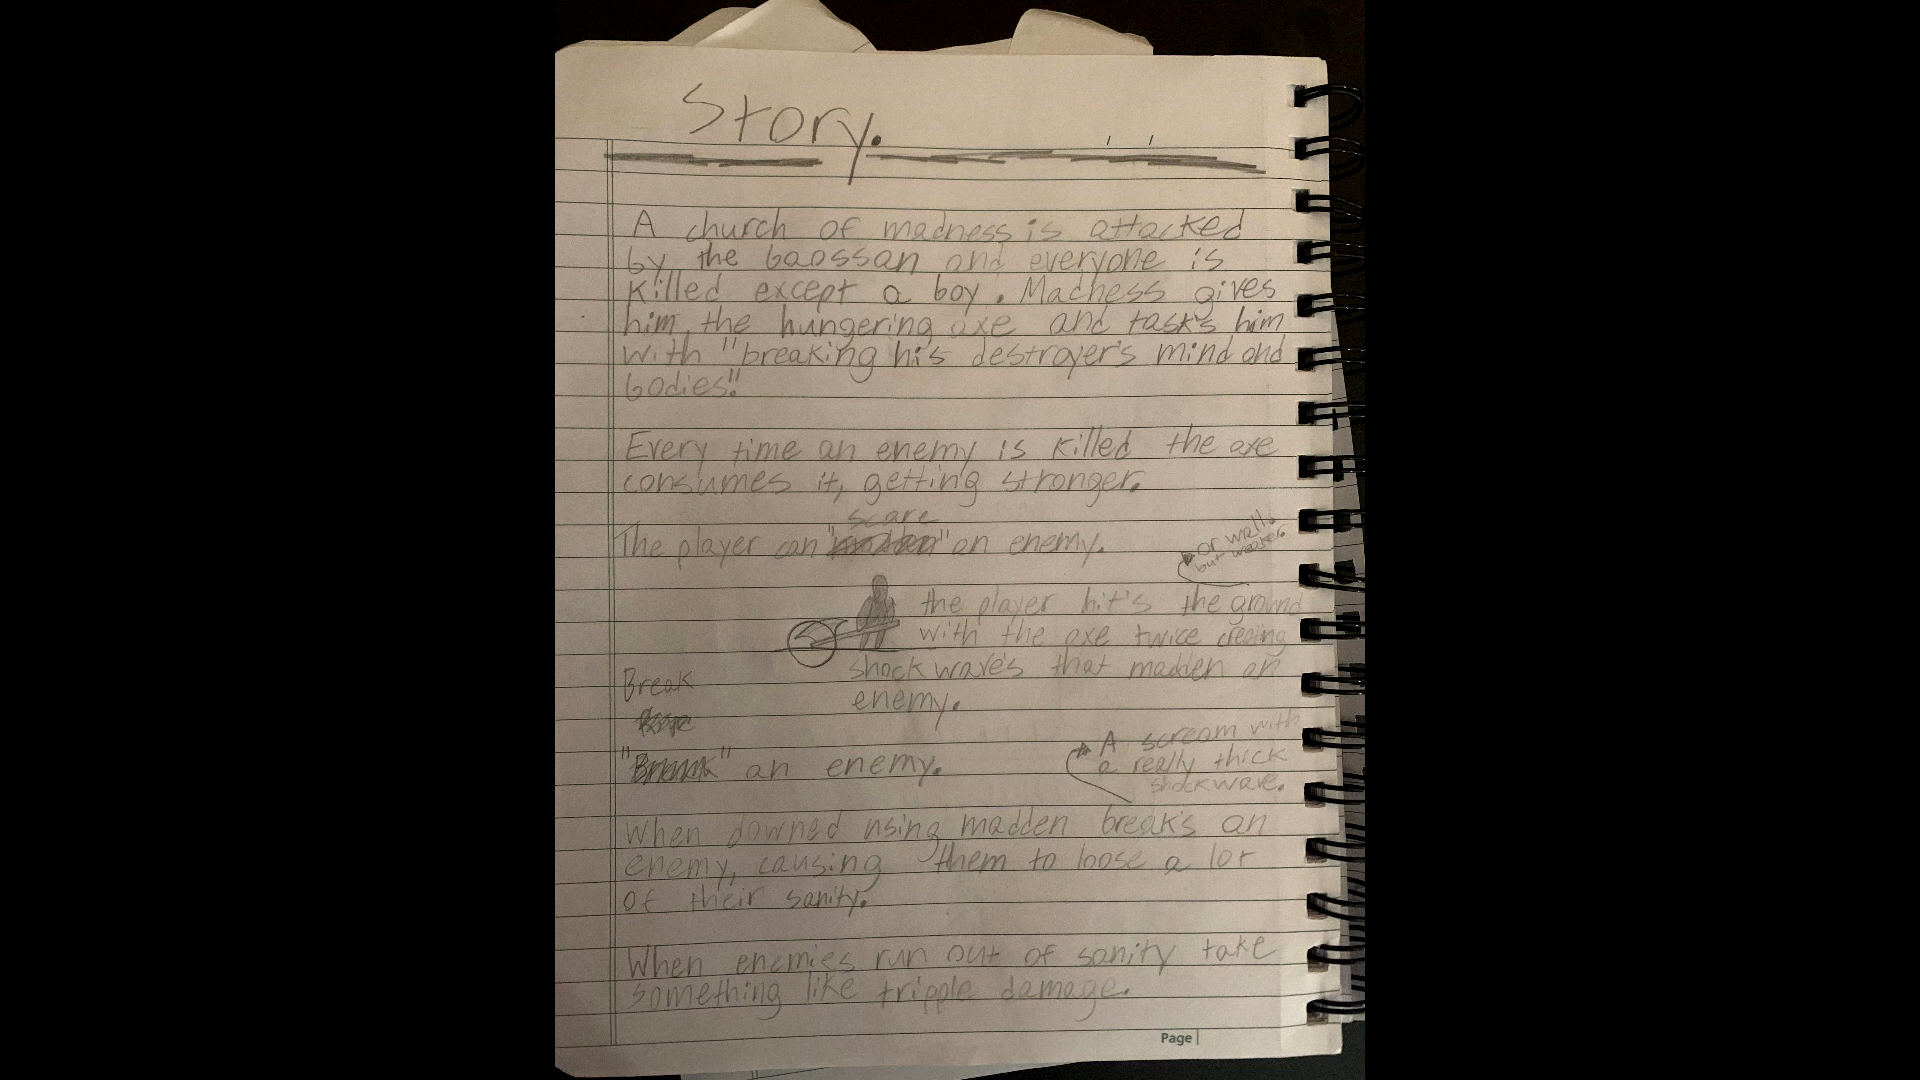 Story.
A church of madness is attacked
by the baossan and everyone is
killed except a boy. Madness gives
him the hungering axe and task's him
with "breaking his destroyer's mind and
bodies".
Every time an enemy is killed the axe
consumes it, getting stronger.
scare
The player can " " an enemy.
or wall.
but weaker.
the player hit's the ground
with the axe twice creating
shockwave's that madden an
enemy.
Break
" " an enemy.
A scream with
a really thick
shockwave.
When downed using madden break's an
enemy, causing them to loose a lot
of their sanity.
When enemies run out of sanity take
something like tripple damage.
Page